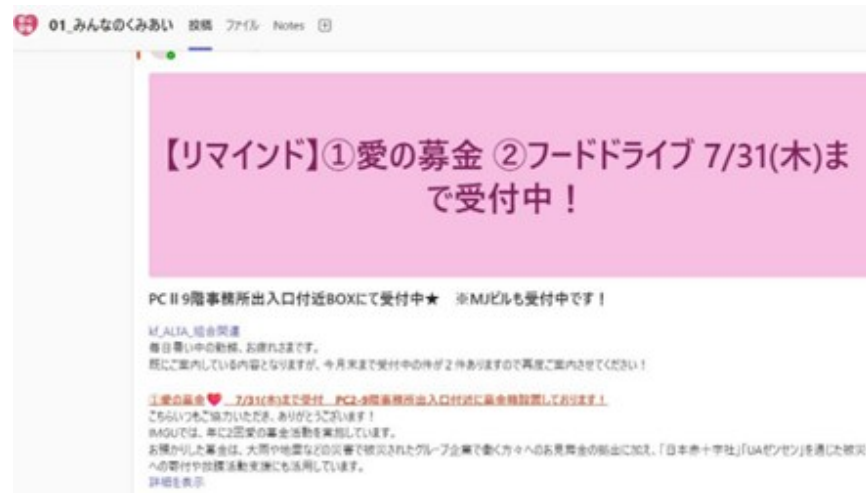 01_みんなのくみあい 投稿 ファイル Notes
【リマインド】①愛の募金 ②フードドライブ 7/31(木)ま
で受付中！
PCⅡ9階事務所出入口付近BOXにて受付中★ ※MJビルも受付中です！
kf_ALTA_組合関連
毎日暑い中の勤務、お疲れさまです。
既にご案内している内容となりますが、今月末まで受付中の件が2件ありますので再度ご案内させてください！
①愛の募金❤ 7/31(木)まで受付 PC2-9階事務所出入口付近に募金箱設置しております！
こちらいつもご協力いただき、ありがとうございます！
IMGUでは、年に2回愛の募金活動を実施しています。
お預かりした募金は、大雨や地震などの災害で被災されたグループ企業で働く方々へのお見舞金の拠出に加え、「日本赤十字社」「UAゼンセン」を通じた被災
への寄付や救援活動支援にも活用しています。
詳細を表示